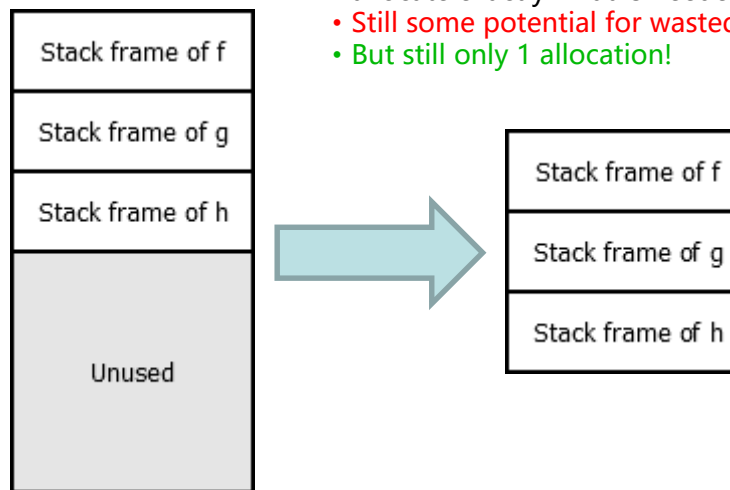 • Still some potential for wasted
• But still only 1 allocation!
Stack frame of f
Stack frame of g
Stack frame of h
Unused
Stack frame of f
Stack frame of g
Stack frame of h